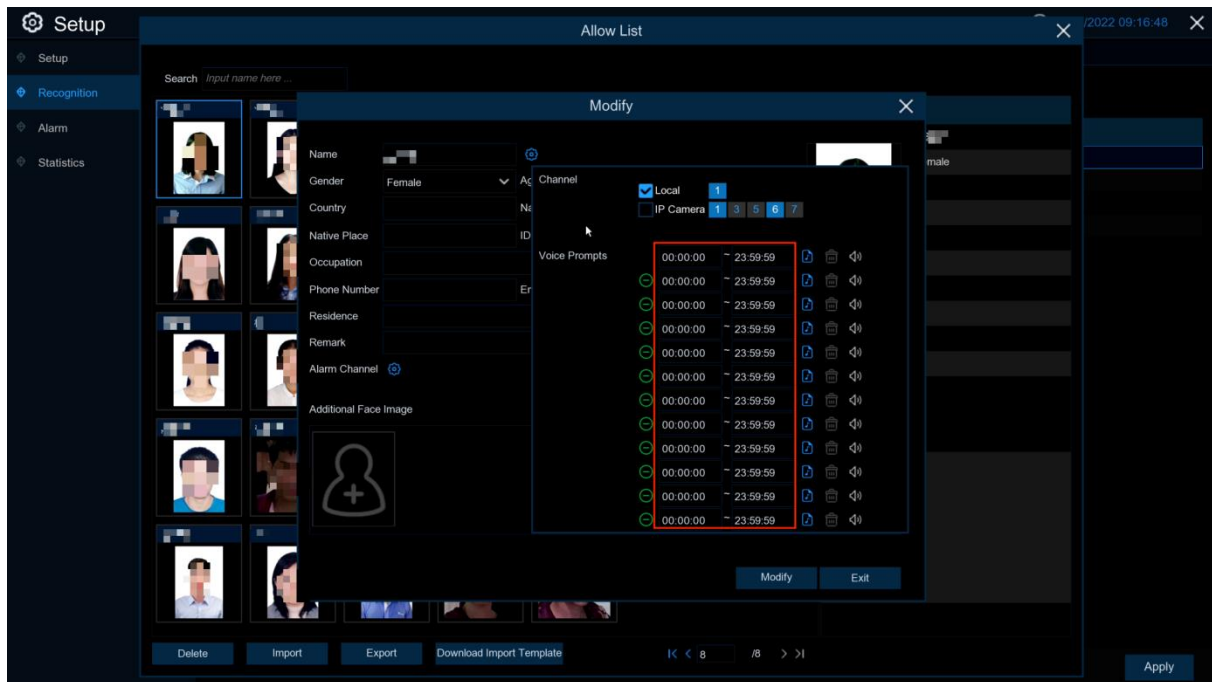 Setup
/2022 09:16:48
Allow List
Setup
Recognition
Alarm
Statistics
Search Input name here ...
Modify
Name
Gender Female Ag
Country Na
Native Place ID
Occupation
Phone Number Er
Residence
Remark
Alarm Channel
Additional Face Image
male
Channel
Local 1
IP Camera 1 3 5 6 7
Voice Prompts 00:00:00 ~ 23:59:59
00:00:00 ~ 23:59:59
00:00:00 ~ 23:59:59
00:00:00 ~ 23:59:59
00:00:00 ~ 23:59:59
00:00:00 ~ 23:59:59
00:00:00 ~ 23:59:59
00:00:00 ~ 23:59:59
00:00:00 ~ 23:59:59
00:00:00 ~ 23:59:59
00:00:00 ~ 23:59:59
00:00:00 ~ 23:59:59
Modify Exit
Delete Import Export Download Import Template 8 /8
Apply